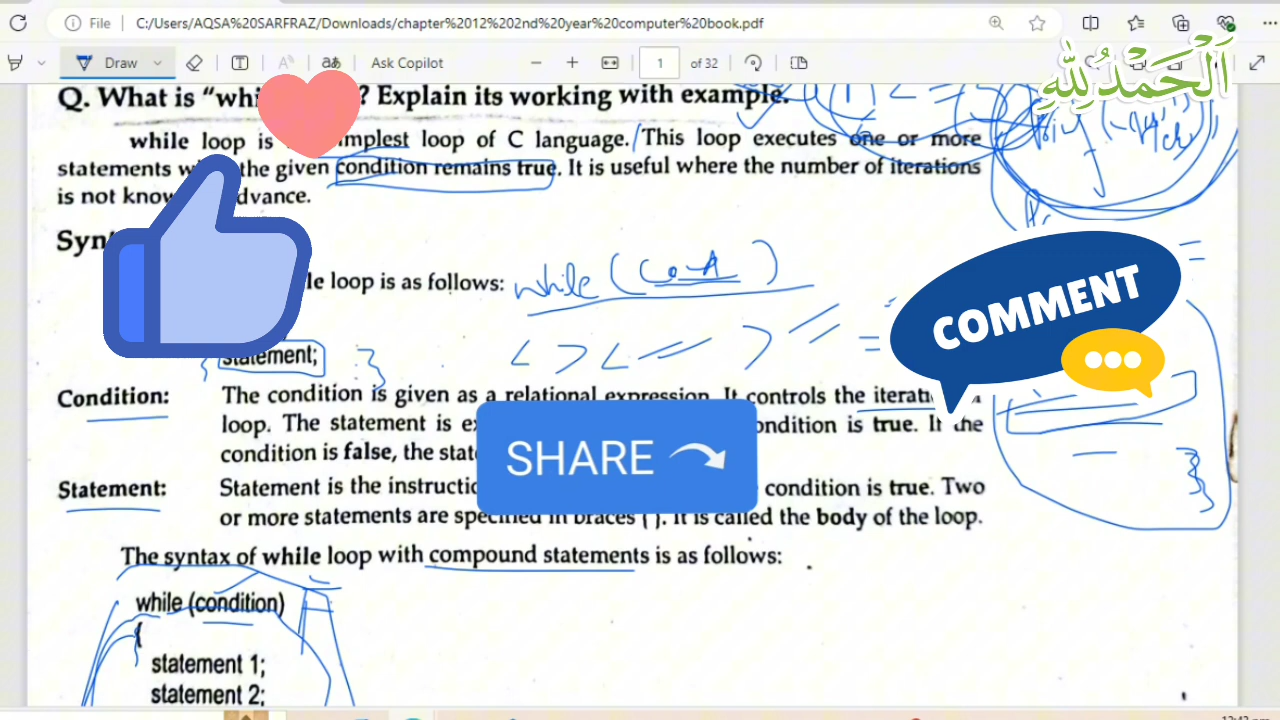 File C:/Users/AQSA%20SARFRAZ/Downloads/chapter%2012%202nd%20year%20computer%20book.pdf
Draw aあ Ask Copilot 1 of 32
اَلْحَمْدُلِلّٰهِ
Q. What is "whi ? Explain its working with example.
while loop is mplest loop of C language. This loop executes one or more
statements w the given condition remains true. It is useful where the number of iterations
is not know dvance.
Syn
le loop is as follows: while (
statement;
COMMENT
Condition: The condition is given as a relational expression. It controls the iterati
loop. The statement is e ondition is true. If the
condition is false, the stat
SHARE
Statement: Statement is the instructio condition is true. Two
or more statements are specified in braces { }. It is called the body of the loop.
The syntax of while loop with compound statements is as follows:
while (condition)
{
statement 1;
statement 2;